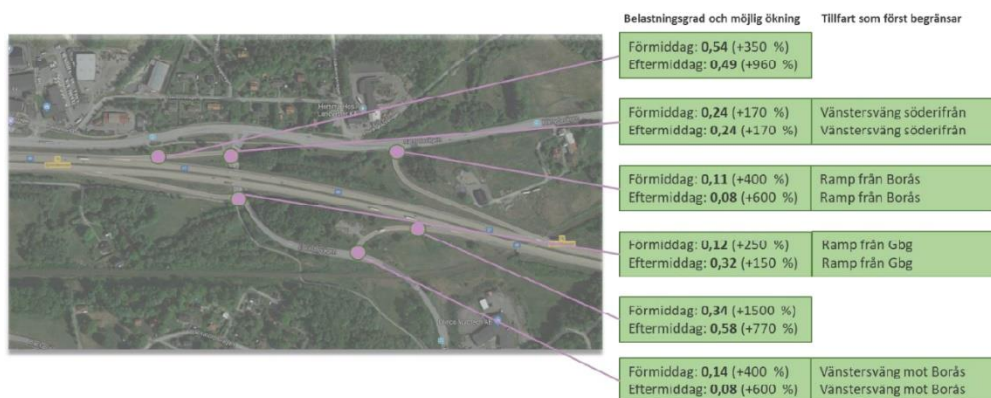 Belastningsgrad och möjlig ökning Tillfart som först begränsar
Förmiddag: 0,54 (+350 %)
Eftermiddag: 0,49 (+960 %)
Förmiddag: 0,24 (+170 %) Vänstersväng söderifrån
Eftermiddag: 0,24 (+170 %) Vänstersväng söderifrån
Förmiddag: 0,11 (+400 %) Ramp från Borås
Eftermiddag: 0,08 (+600 %) Ramp från Borås
Förmiddag: 0,12 (+250 %) Ramp från Gbg
Eftermiddag: 0,32 (+150 %) Ramp från Gbg
Förmiddag: 0,34 (+1500 %)
Eftermiddag: 0,58 (+770 %)
Förmiddag: 0,14 (+400 %) Vänstersväng mot Borås
Eftermiddag: 0,08 (+600 %) Vänstersväng mot Borås